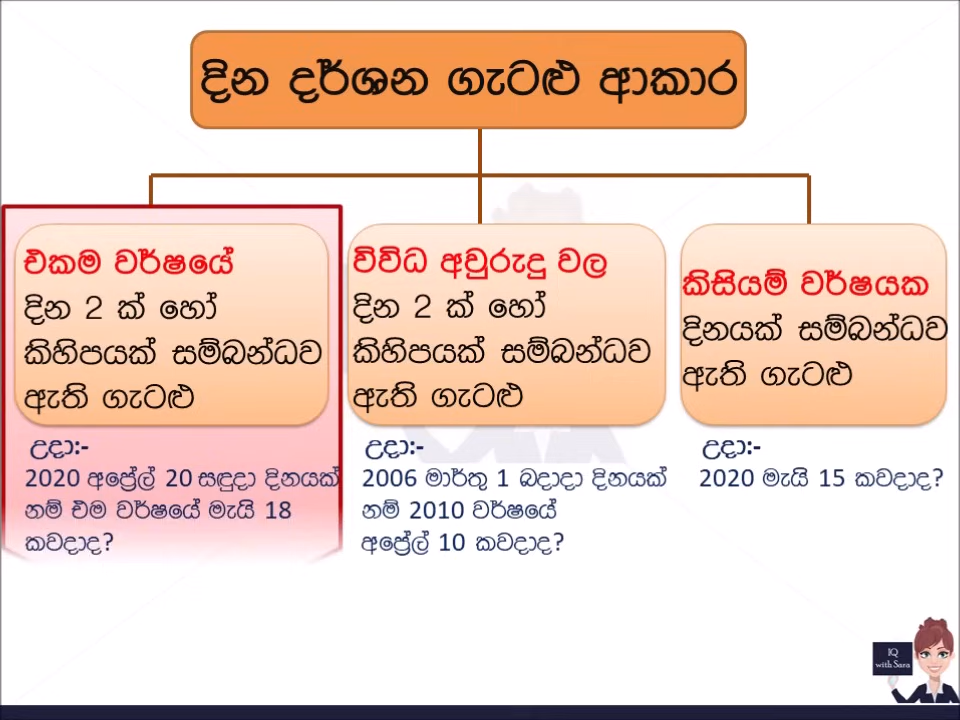 දින දර්ශන ගැටළු ආකාර
එකම වර්ෂයේ
දින 2 ක් හෝ
කිහිපයක් සම්බන්ධව
ඇති ගැටළු
උදා:-
2020 අප්‍රේල් 20 සඳුදා දිනයක්
නම් එම වර්ෂයේ මැයි 18
කවදාද?
විවිධ අවුරුදු වල
දින 2 ක් හෝ
කිහිපයක් සම්බන්ධව
ඇති ගැටළු
උදා:-
2006 මාර්තු 1 බදාදා දිනයක්
නම් 2010 වර්ෂයේ
අප්‍රේල් 10 කවදාද?
කිසියම් වර්ෂයක
දිනයක් සම්බන්ධව
ඇති ගැටළු
උදා:-
2020 මැයි 15 කවදාද?
IQ
with Sara